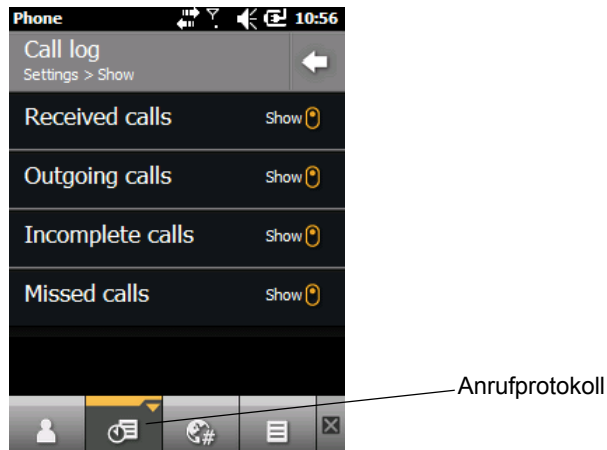 Phone 10:56
Call log
Settings > Show
Received calls Show
Outgoing calls Show
Incomplete calls Show
Missed calls Show
Anrufprotokoll
#